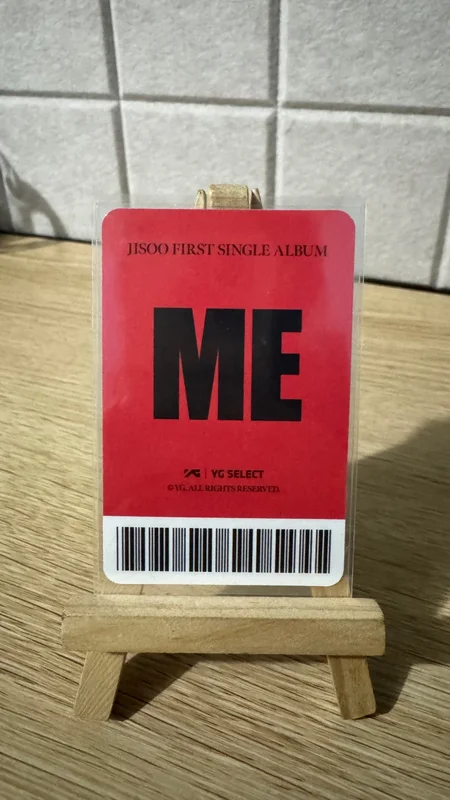 JISOO FIRST SINGLE ALBUM
ME
YG | YG SELECT
© YG. ALL RIGHTS RESERVED.